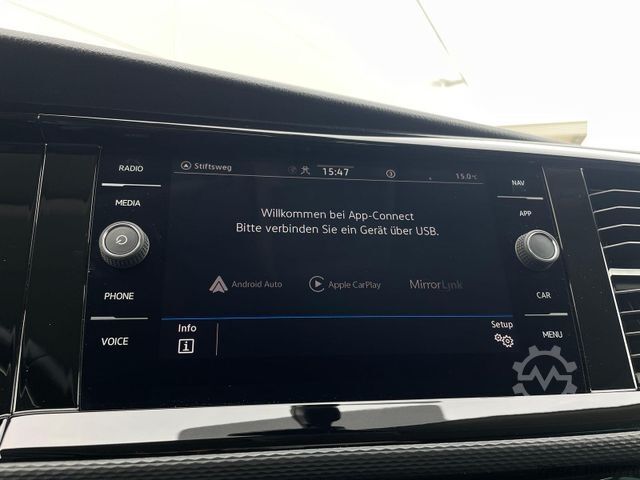 RADIO
MEDIA
PHONE
VOICE
Stiftsweg
15:47
15.0°C
Willkommen bei App-Connect
Bitte verbinden Sie ein Gerät über USB.
Android Auto
Apple CarPlay
MirrorLink
Info
Setup
NAV
APP
CAR
MENU